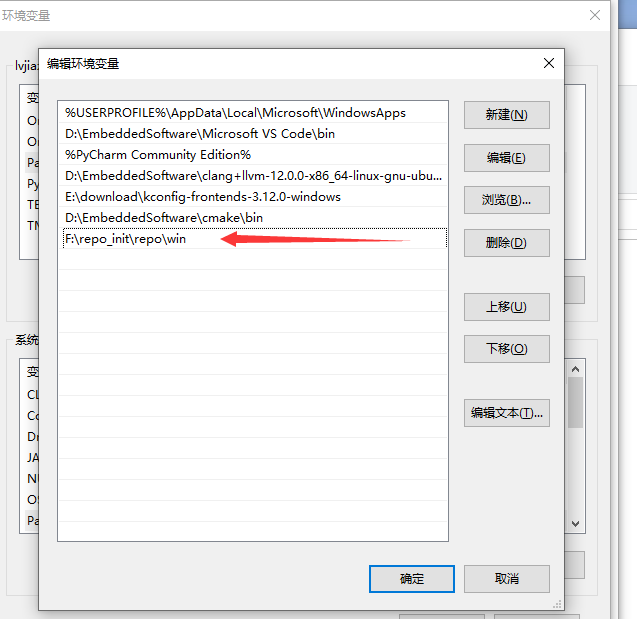 环境变量
编辑环境变量
lvjia
变
%USERPROFILE%\AppData\Local\Microsoft\WindowsApps
新建(N)
On
D:\EmbeddedSoftware\Microsoft VS Code\bin
On
%PyCharm Community Edition%
编辑(E)
Pa
D:\EmbeddedSoftware\clang+llvm-12.0.0-x86_64-linux-gnu-ubu...
Py
E:\download\kconfig-frontends-3.12.0-windows
浏览(B)...
TE
D:\EmbeddedSoftware\cmake\bin
TM
F:\repo_init\repo\win
删除(D)
上移(U)
系统
下移(O)
变
CL
编辑文本(T)...
Co
Dr
JA
NU
OS
Pa
确定
取消